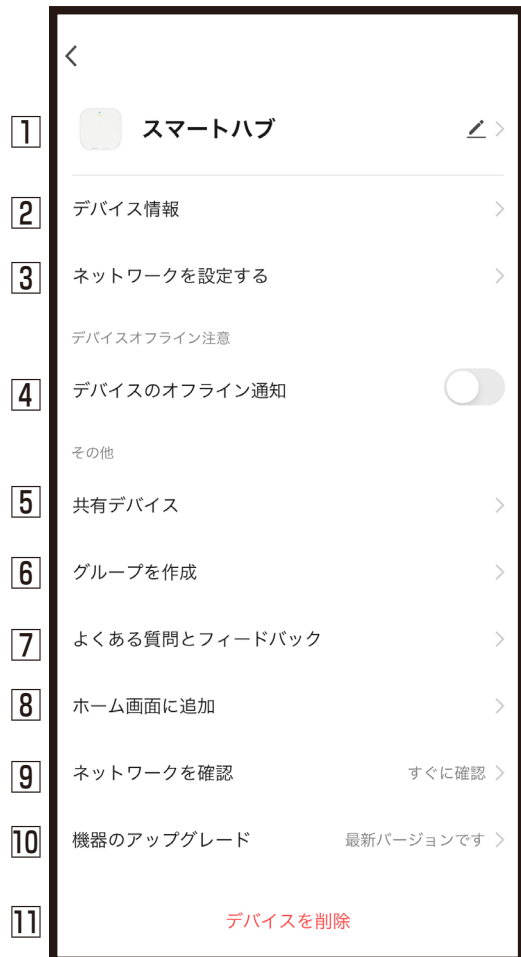 1 スマートハブ
2 デバイス情報
3 ネットワークを設定する
デバイスオフライン注意
4 デバイスのオフライン通知
その他
5 共有デバイス
6 グループを作成
7 よくある質問とフィードバック
8 ホーム画面に追加
9 ネットワークを確認 すぐに確認
10 機器のアップグレード 最新バージョンです
11 デバイスを削除